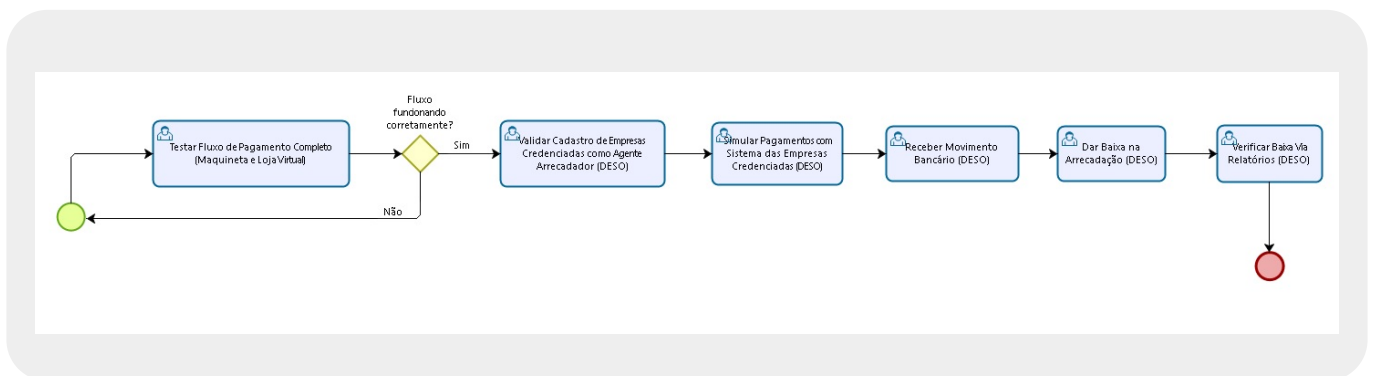 Testar Fluxo de Pagamento Completo
(Maquineta e Loja Virtual)
Fluxo
funcionando
corretamente?
Sim
Não
Validar Cadastro de Empresas
Credenciadas como Agente
Arrecadador (DESO)
Simular Pagamentos com
Sistema das Empresas
Credenciadas (DESO)
Receber Movimento
Bancário (DESO)
Dar Baixa na
Arrecadação (DESO)
Verificar Baixa Via
Relatórios (DESO)